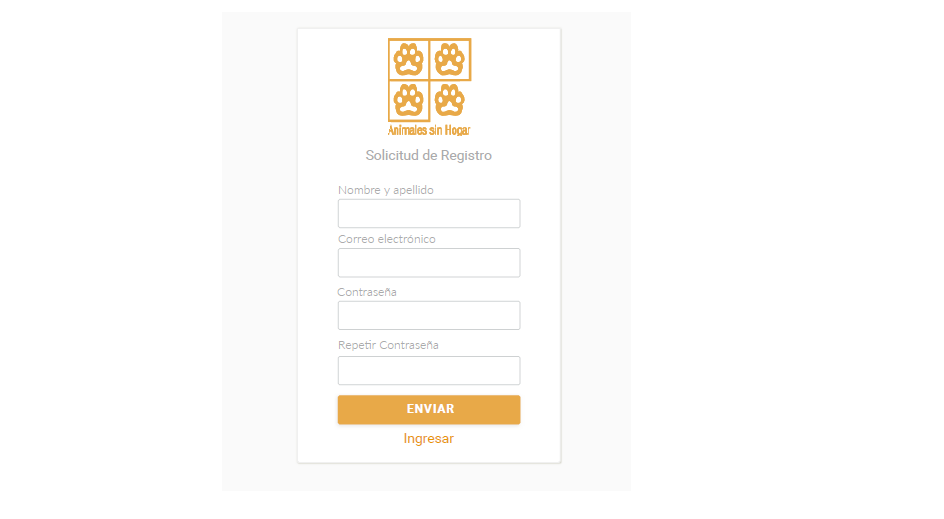 Animales sin Hogar
Solicitud de Registro
Nombre y apellido
Correo electrónico
Contraseña
Repetir Contraseña
ENVIAR
Ingresar